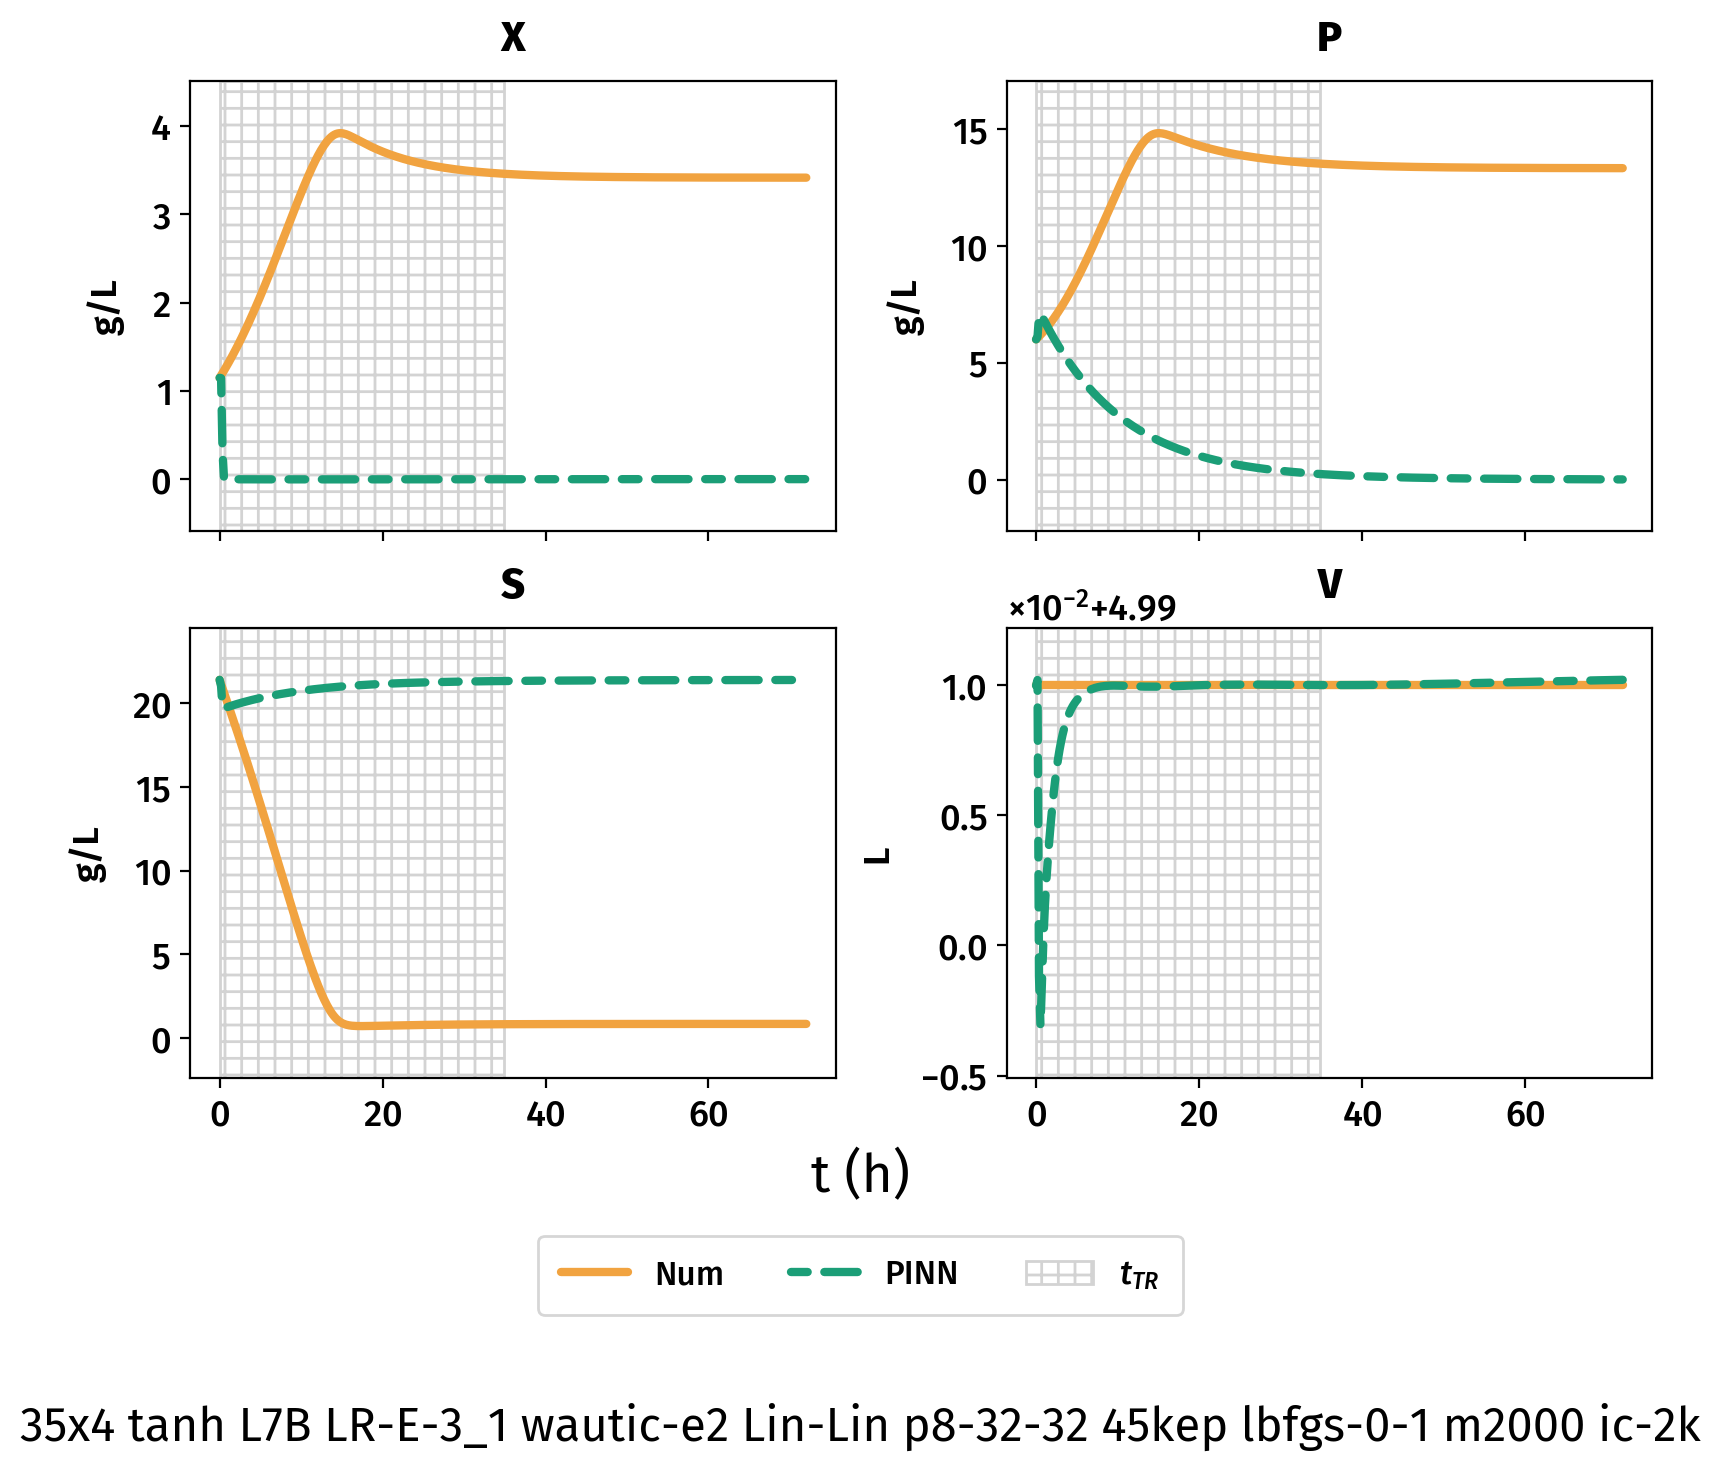 X
P
4
3
2
1
0
g/L
15
10
5
0
g/L
S
V
×10⁻²+4.99
20
15
10
5
0
g/L
1.0
0.5
0.0
−0.5
L
0 20 40 60
0 20 40 60
t (h)
Num PINN t_TR
35x4 tanh L7B LR-E-3_1 wautic-e2 Lin-Lin p8-32-32 45kep lbfgs-0-1 m2000 ic-2k